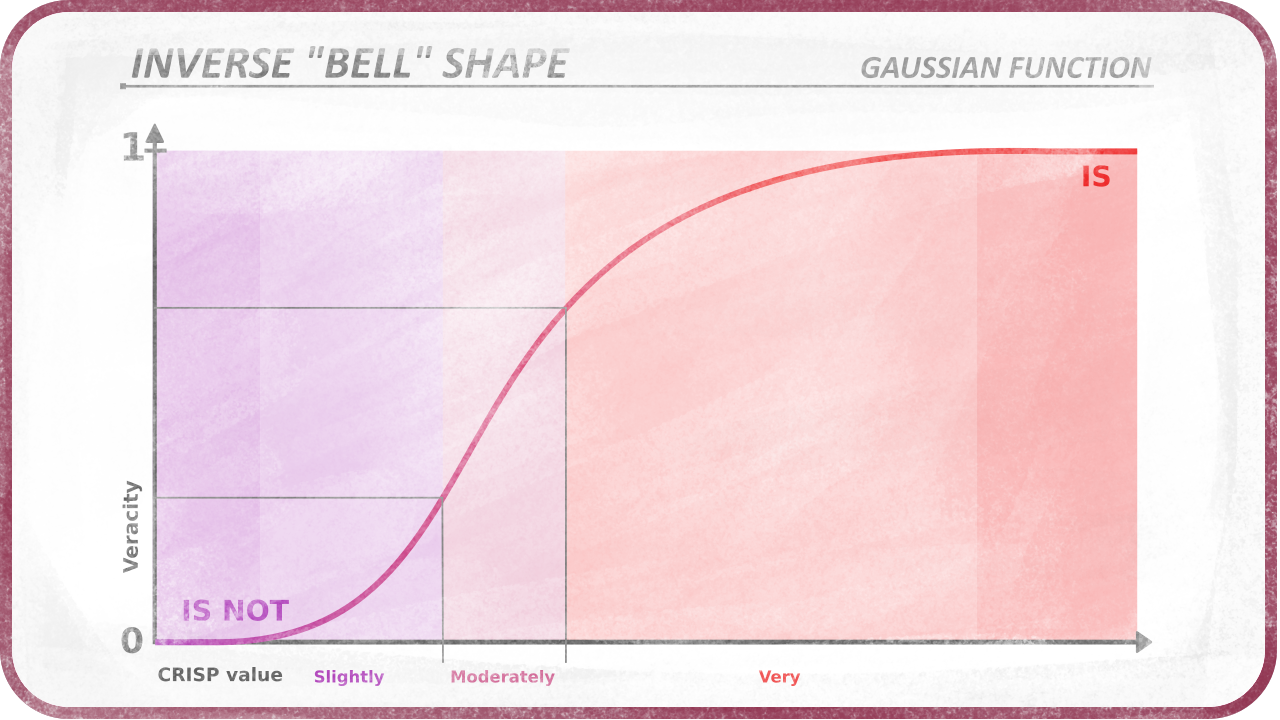 INVERSE "BELL" SHAPE
GAUSSIAN FUNCTION
1
IS
Veracity
IS NOT
0
CRISP value
Slightly
Moderately
Very